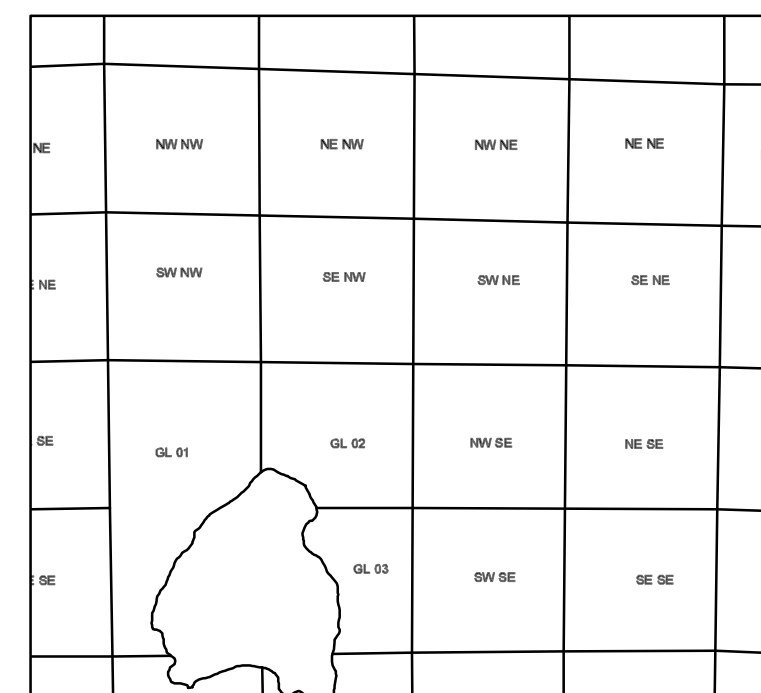 NE NW NW NE NW NW NE NE NE
NE SW NW SE NW SW NE SE NE
SE GL 01 GL 02 NW SE NE SE
SE GL 03 SW SE SE SE